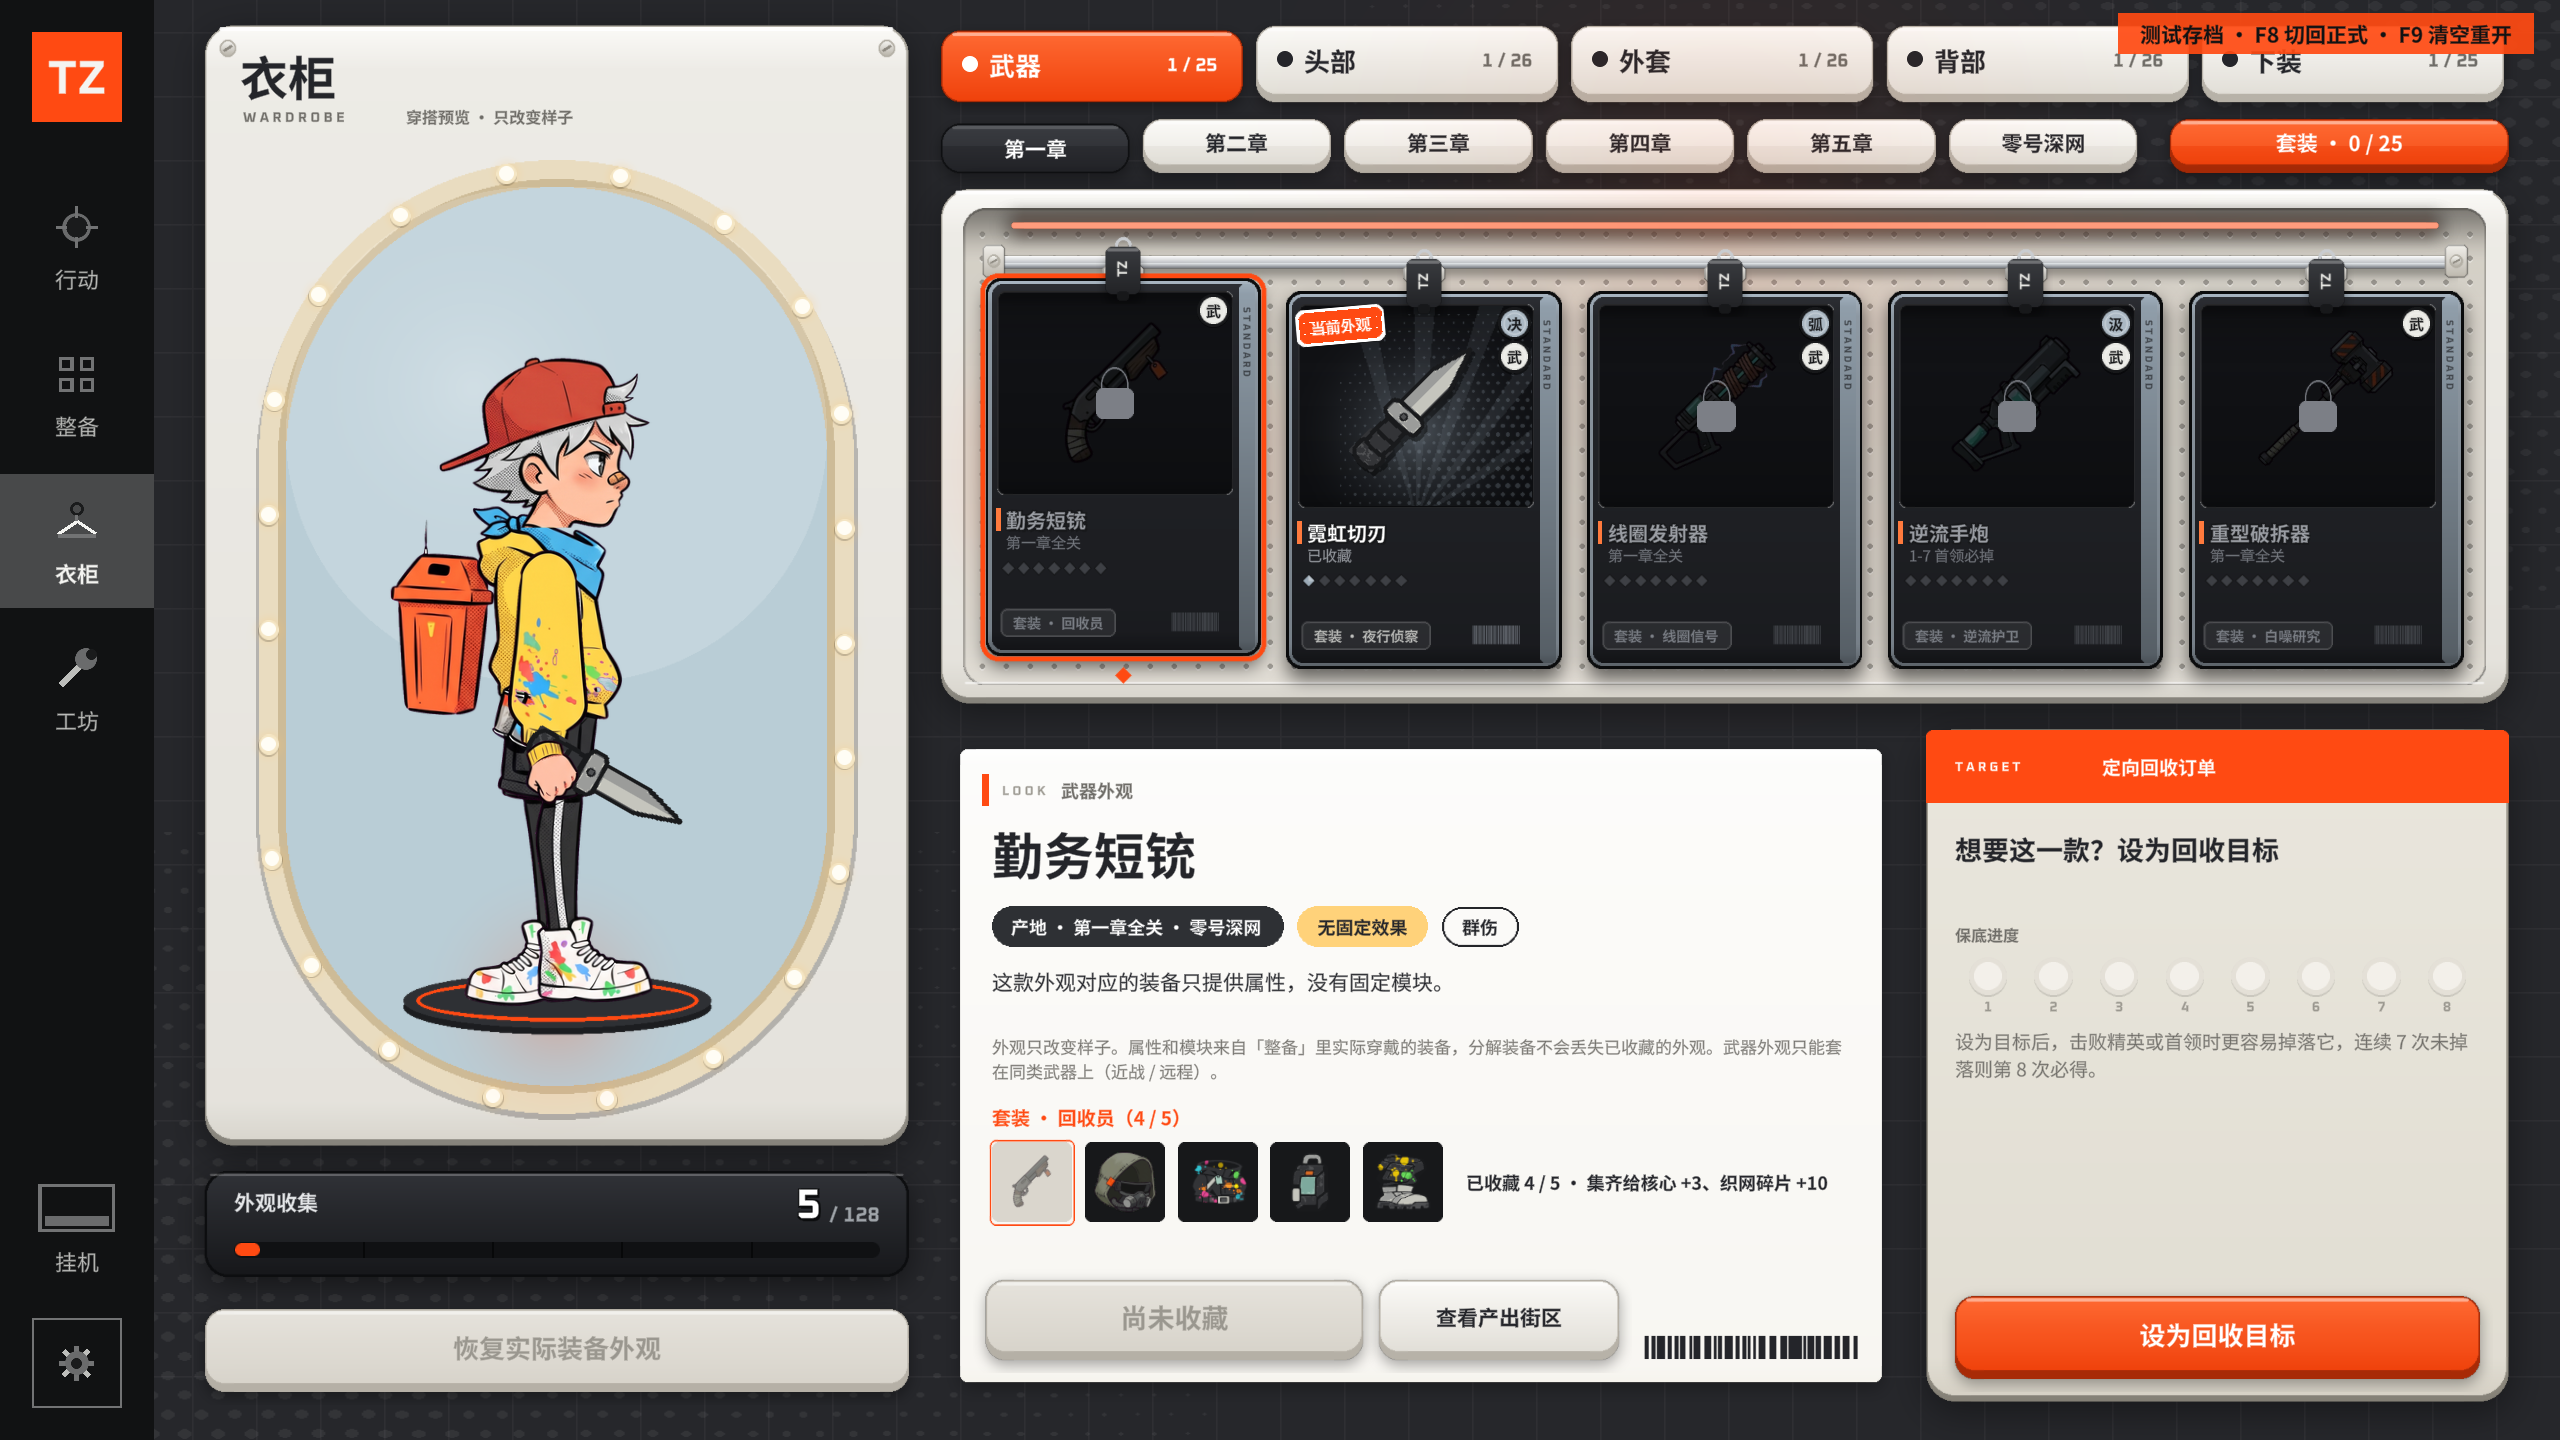 TZ
行动
整备
衣柜
工坊
挂机
衣柜
WARDROBE
穿搭预览 · 只改变样子
外观收集
5 / 128
恢复实际装备外观
测试存档 · F8 切回正式 · F9 清空重开
武器 1 / 25
头部 1 / 26
外套 1 / 26
背部 1 / 26
下装 1 / 25
第一章
第二章
第三章
第四章
第五章
零号深网
套装 · 0 / 25
TZ
武
STANDARD
勤务短铳
第一章全关
套装 · 回收员
TZ
当前外观
决
武
STANDARD
霓虹切刃
已收藏
套装 · 夜行侦察
TZ
弧
武
STANDARD
线圈发射器
第一章全关
套装 · 线圈信号
TZ
汲
武
STANDARD
逆流手炮
1-7 首领必掉
套装 · 逆流护卫
TZ
武
STANDARD
重型破拆器
第一章全关
套装 · 白噪研究
LOOK 武器外观
勤务短铳
产地 · 第一章全关 · 零号深网
无固定效果
群伤
这款外观对应的装备只提供属性，没有固定模块。
外观只改变样子。属性和模块来自「整备」里实际穿戴的装备，分解装备不会丢失已收藏的外观。武器外观只能套
在同类武器上（近战 / 远程）。
套装 · 回收员（4 / 5）
已收藏 4 / 5 · 集齐给核心 +3、织网碎片 +10
尚未收藏
查看产出街区
TARGET 定向回收订单
想要这一款？设为回收目标
保底进度
1 2 3 4 5 6 7 8
设为目标后，击败精英或首领时更容易掉落它，连续 7 次未掉
落则第 8 次必得。
设为回收目标